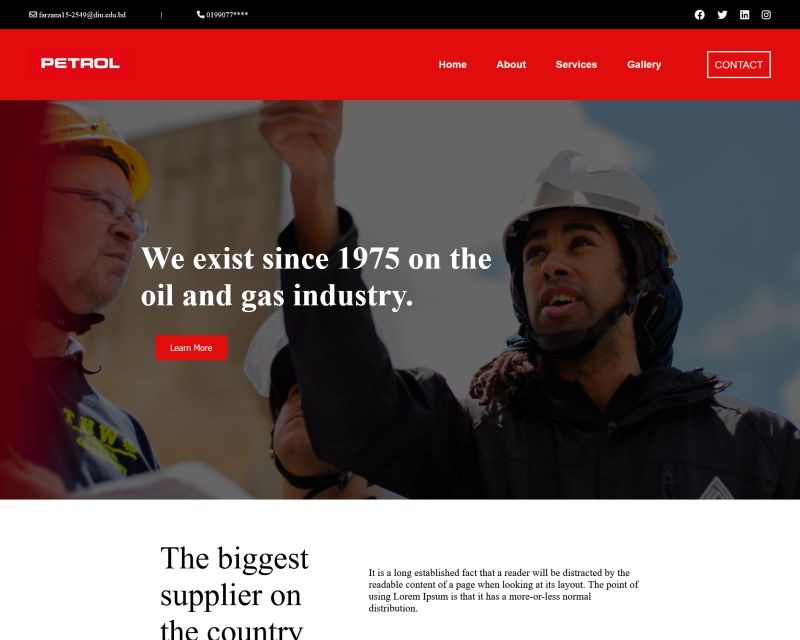 farzana15-2549@diu.edu.bd | 0199077****
PETROL
Home About Services Gallery CONTACT
We exist since 1975 on the
oil and gas industry.
Learn More
T.H.W.
The biggest
supplier on
the country
It is a long established fact that a reader will be distracted by the
readable content of a page when looking at its layout. The point of
using Lorem Ipsum is that it has a more-or-less normal
distribution.